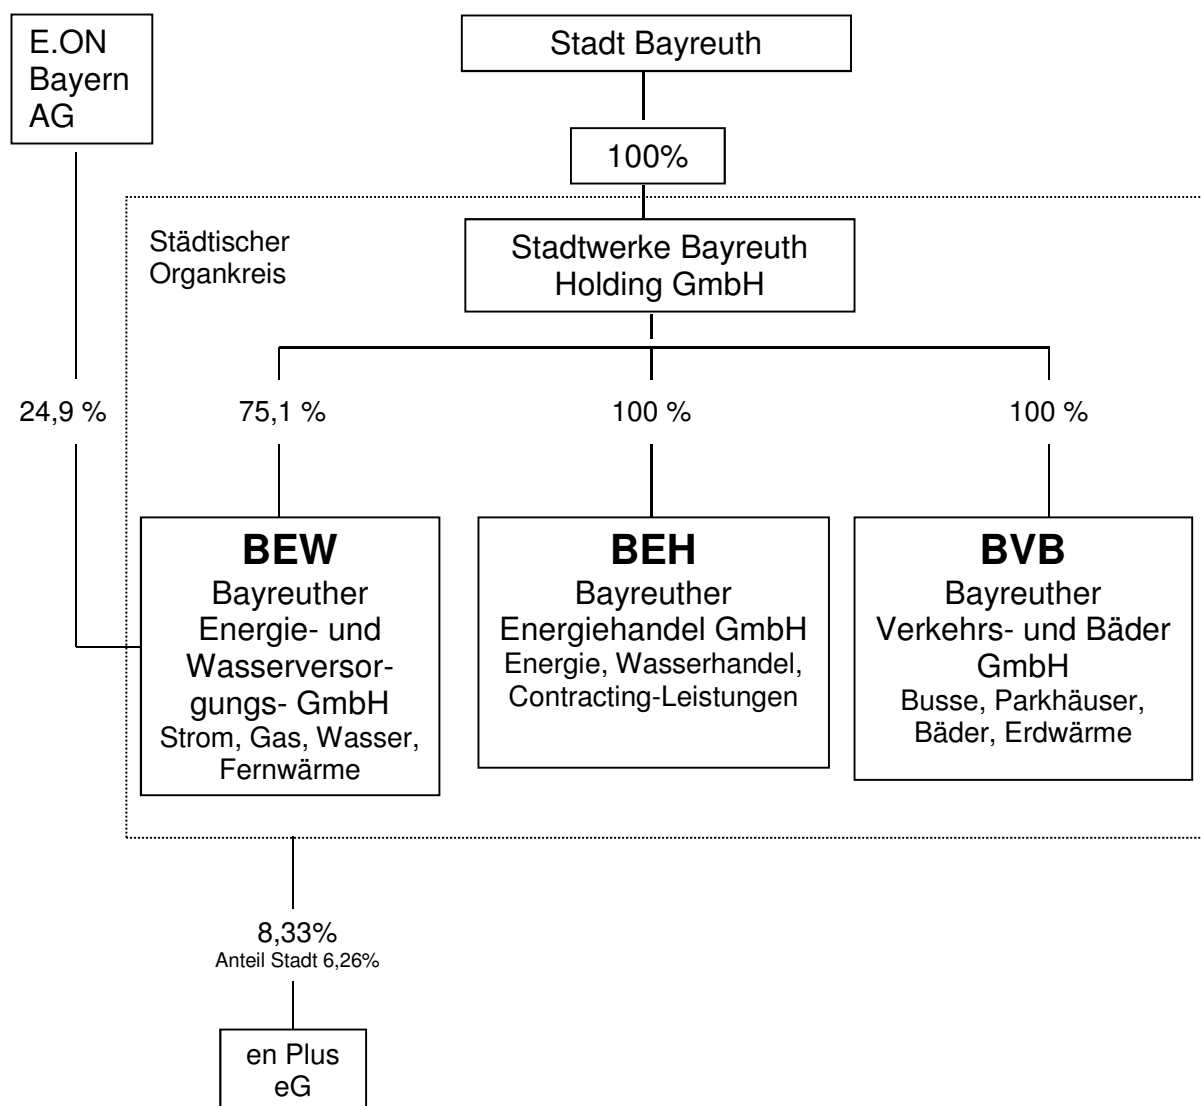 E.ON
Bayern
AG
Stadt Bayreuth
100%
Städtischer
Organkreis
Stadtwerke Bayreuth
Holding GmbH
24,9 %
75,1 %
100 %
100 %
BEW
Bayreuther
Energie- und
Wasserversor-
gungs- GmbH
Strom, Gas, Wasser,
Fernwärme
BEH
Bayreuther
Energiehandel GmbH
Energie, Wasserhandel,
Contracting-Leistungen
BVB
Bayreuther
Verkehrs- und Bäder
GmbH
Busse, Parkhäuser,
Bäder, Erdwärme
8,33%
Anteil Stadt 6,26%
en Plus
eG